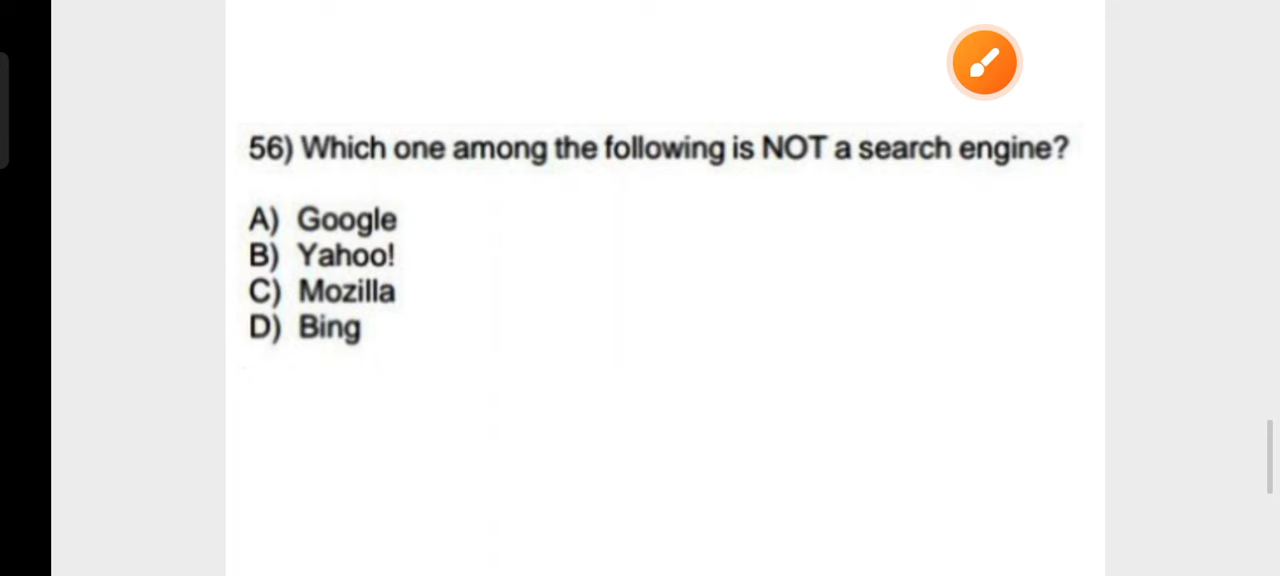 56) Which one among the following is NOT a search engine?
A) Google
B) Yahoo!
C) Mozilla
D) Bing